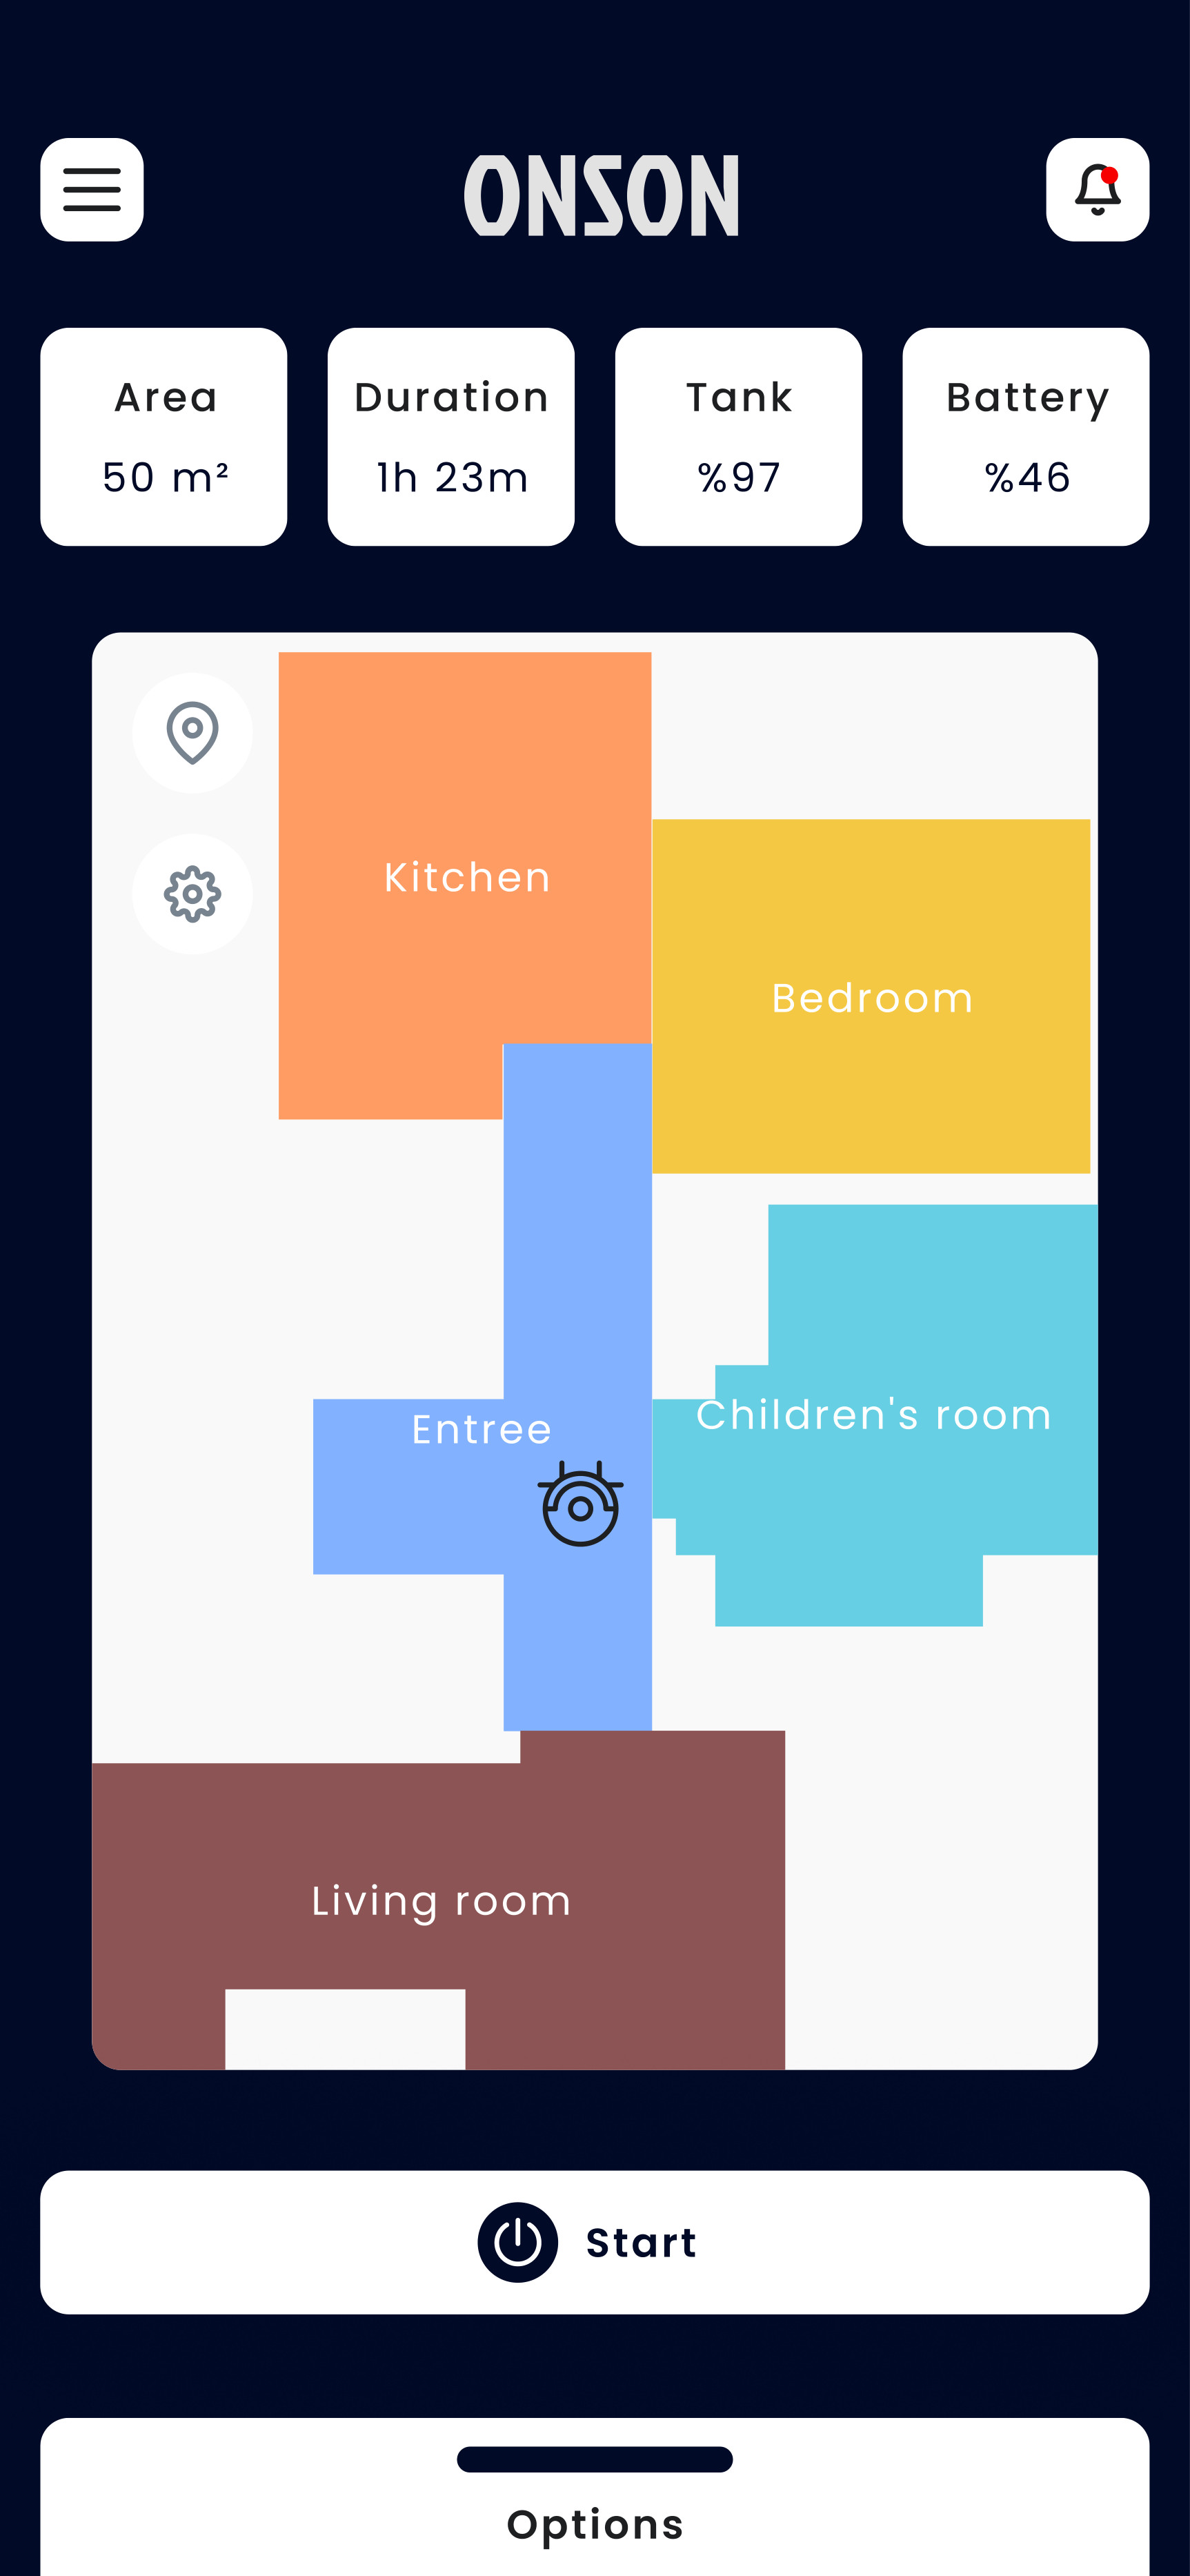 ONSON
Area
50 m²
Duration
1h 23m
Tank
%97
Battery
%46
Kitchen
Bedroom
Children's room
Entree
Living room
Start
Options